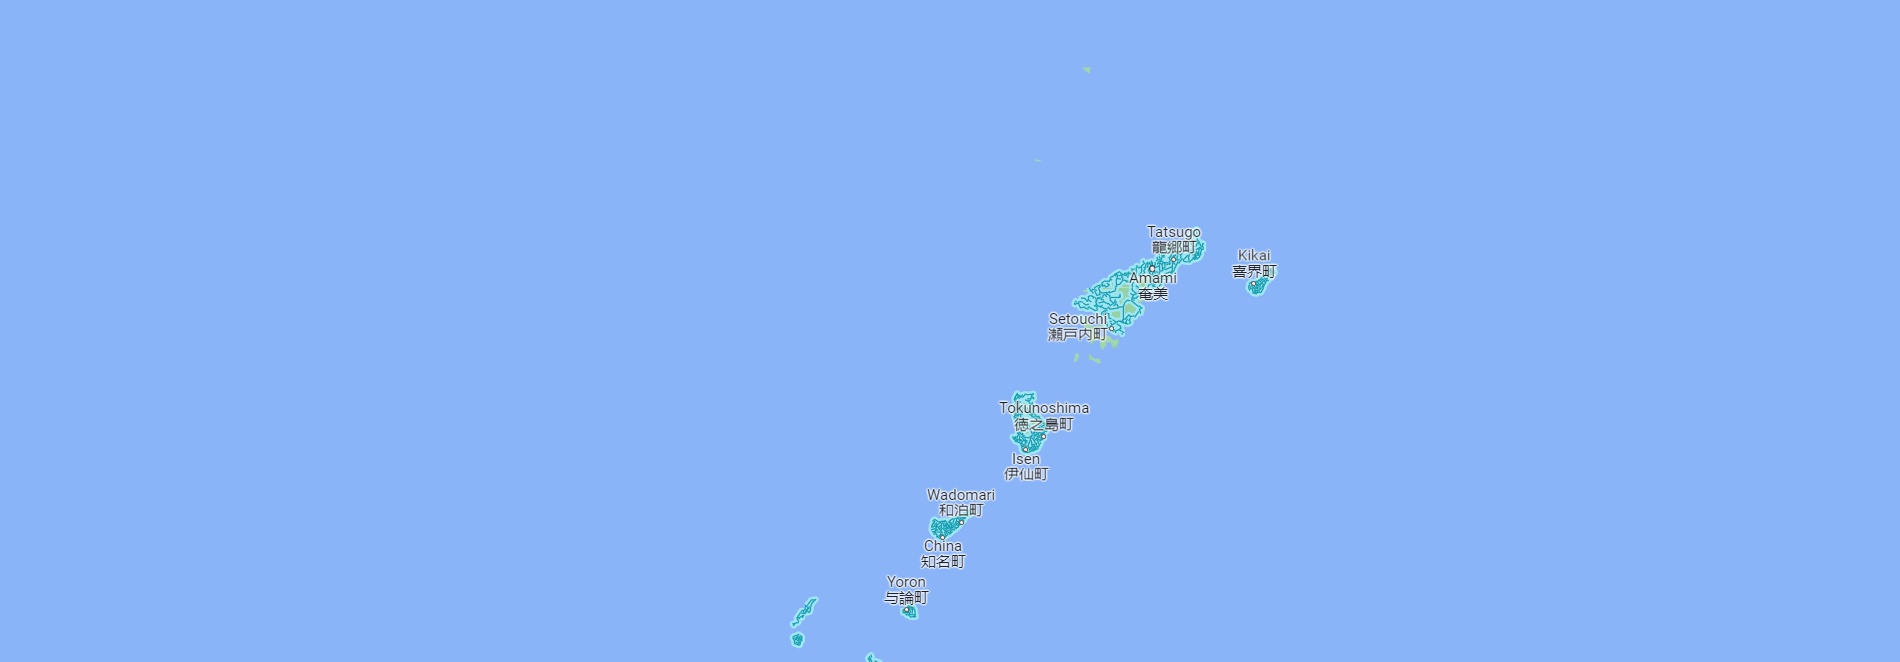 Tatsugo
龍郷町
Kikai
喜界町
Amami
奄美
Setouchi
瀬戸内町
Tokunoshima
徳之島町
Isen
伊仙町
Wadomari
和泊町
China
知名町
Yoron
与論町